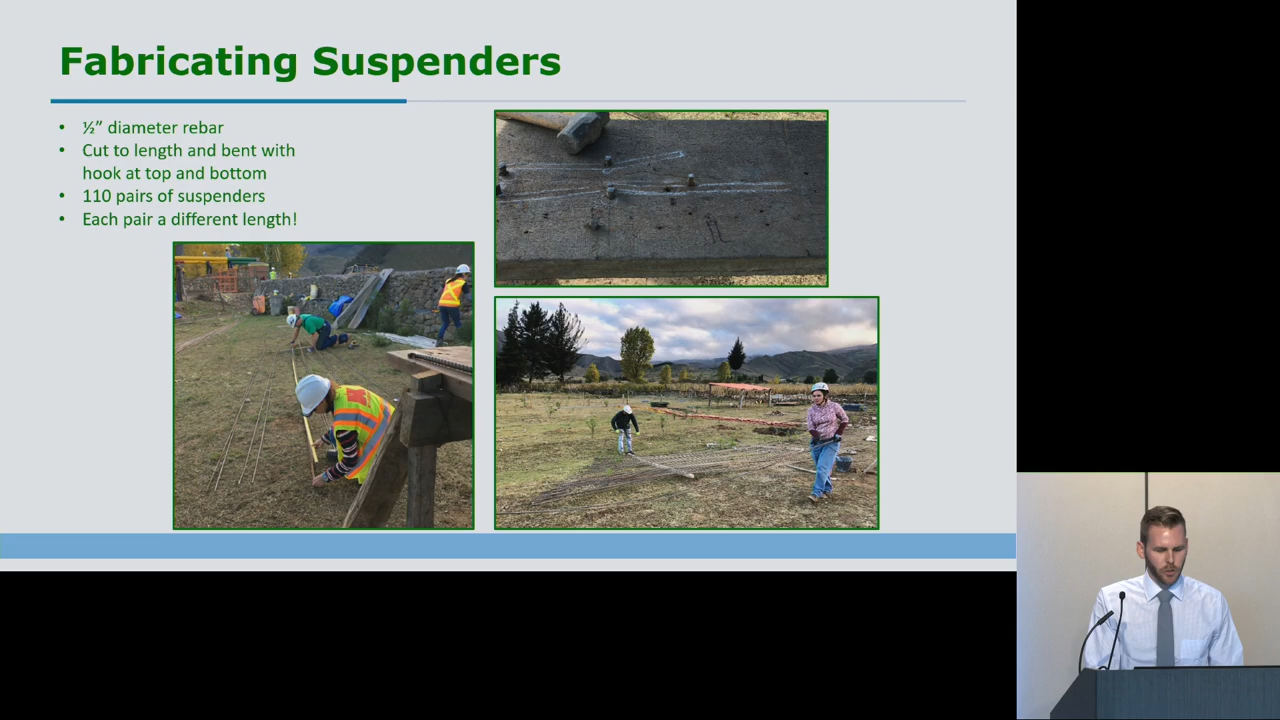 Fabricating Suspenders
• ½” diameter rebar
• Cut to length and bent with
hook at top and bottom
• 110 pairs of suspenders
• Each pair a different length!